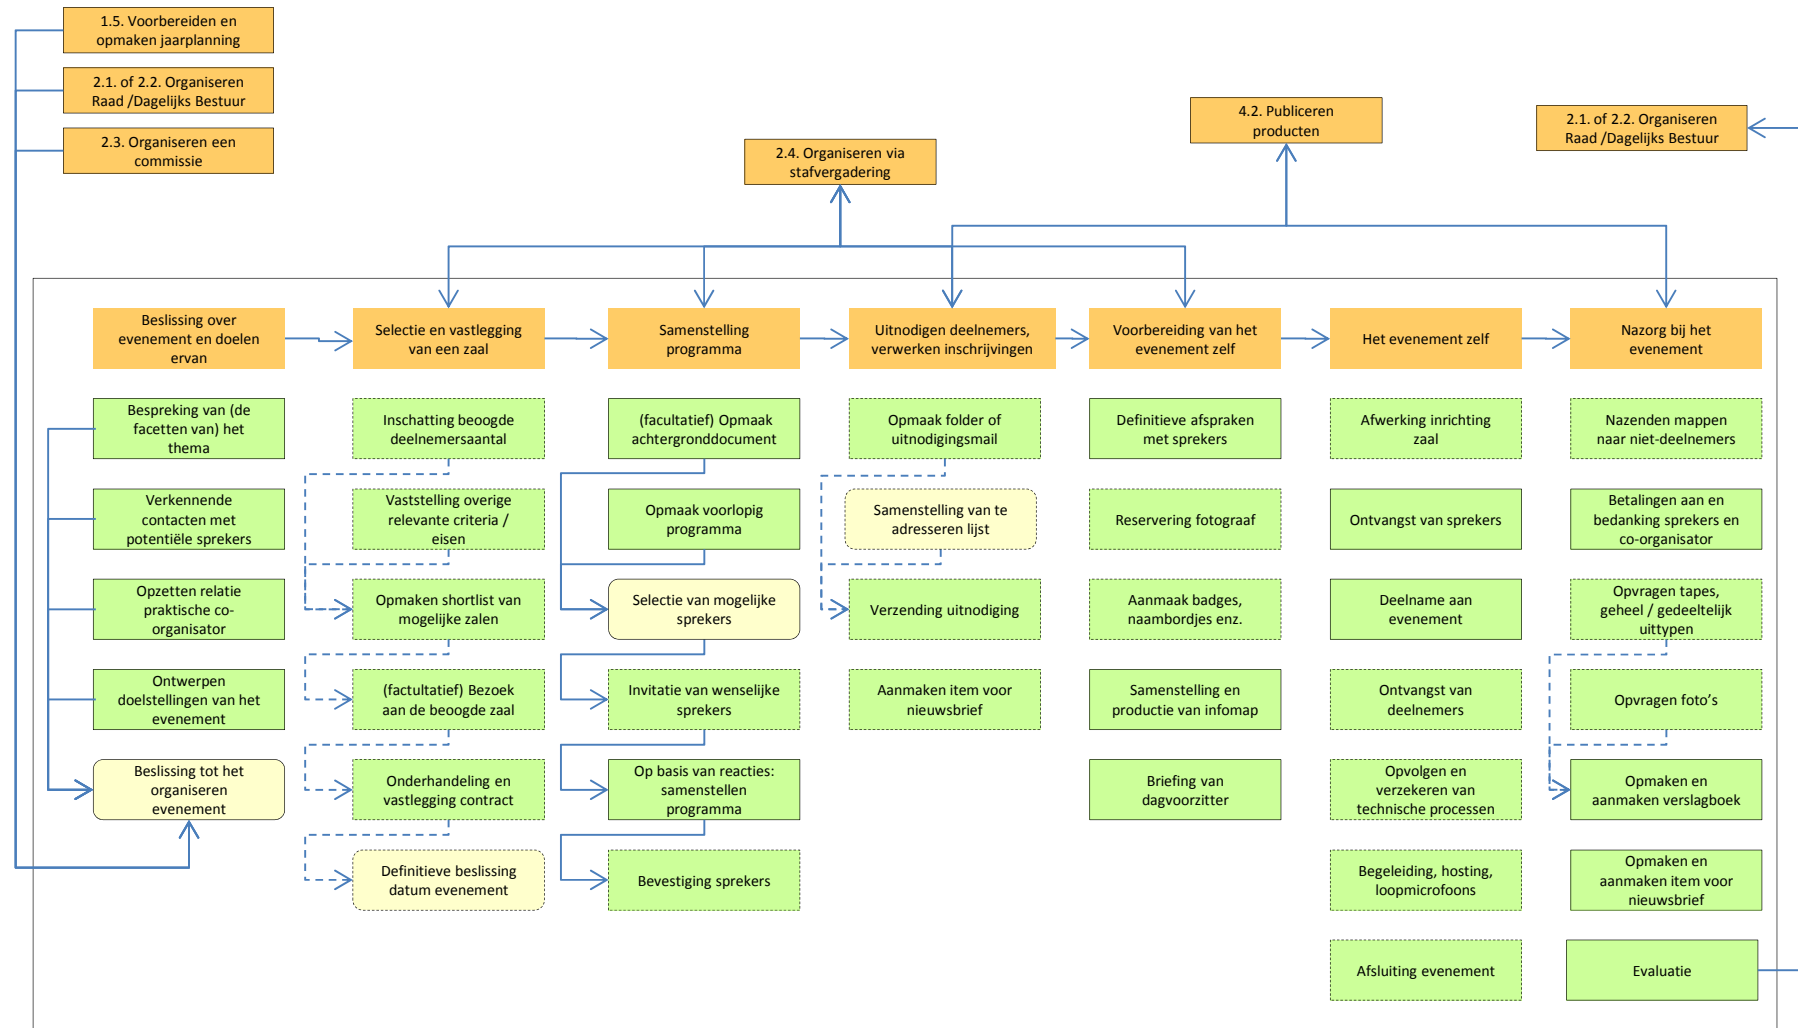 1.5. Voorbereiden en
opmaken jaarplanning
2.1. of 2.2. Organiseren
Raad /Dagelijks Bestuur
2.3. Organiseren een
commissie
2.4. Organiseren via
stafvergadering
4.2. Publiceren
producten
2.1. of 2.2. Organiseren
Raad /Dagelijks Bestuur
Beslissing over
evenement en doelen
ervan
Bespreking van (de
facetten van) het
thema
Verkennende
contacten met
potentiële sprekers
Opzetten relatie
praktische co-
organisator
Ontwerpen
doelstellingen van het
evenement
Beslissing tot het
organiseren
evenement
Selectie en vastlegging
van een zaal
Inschatting beoogde
deelnemersaantal
Vaststelling overige
relevante criteria /
eisen
Opmaken shortlist van
mogelijke zalen
(factultatief) Bezoek
aan de beoogde zaal
Onderhandeling en
vastlegging contract
Definitieve beslissing
datum evenement
Samenstelling
programma
(facultatief) Opmaak
achtergronddocument
Opmaak voorlopig
programma
Selectie van mogelijke
sprekers
Invitatie van wenselijke
sprekers
Op basis van reacties:
samenstellen
programma
Bevestiging sprekers
Uitnodigen deelnemers,
verwerken inschrijvingen
Opmaak folder of
uitnodigingsmail
Samenstelling van te
adresseren lijst
Verzending uitnodiging
Aanmaken item voor
nieuwsbrief
Voorbereiding van het
evenement zelf
Definitieve afspraken
met sprekers
Reservering fotograaf
Aanmaak badges,
naambordjes enz.
Samenstelling en
productie van infomap
Briefing van
dagvoorzitter
Het evenement zelf
Afwerking inrichting
zaal
Ontvangst van sprekers
Deelname aan
evenement
Ontvangst van
deelnemers
Opvolgen en
verzekeren van
technische processen
Begeleiding, hosting,
loopmicrofoons
Afsluiting evenement
Nazorg bij het
evenement
Nazenden mappen
naar niet-deelnemers
Betalingen aan en
bedanking sprekers en
co-organisator
Opvragen tapes,
geheel / gedeeltelijk
uittypen
Opvragen foto's
Opmaken en
aanmaken verslagboek
Opmaken en
aanmaken item voor
nieuwsbrief
Evaluatie